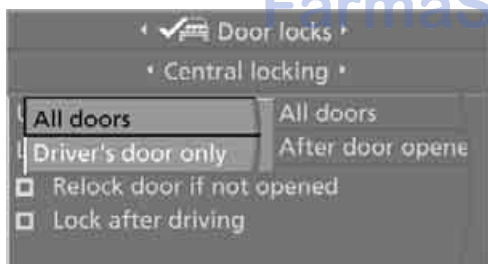 FarmaS
Door locks
Central locking
All doors
All doors
Driver's door only
After door opene
Relock door if not opened
Lock after driving